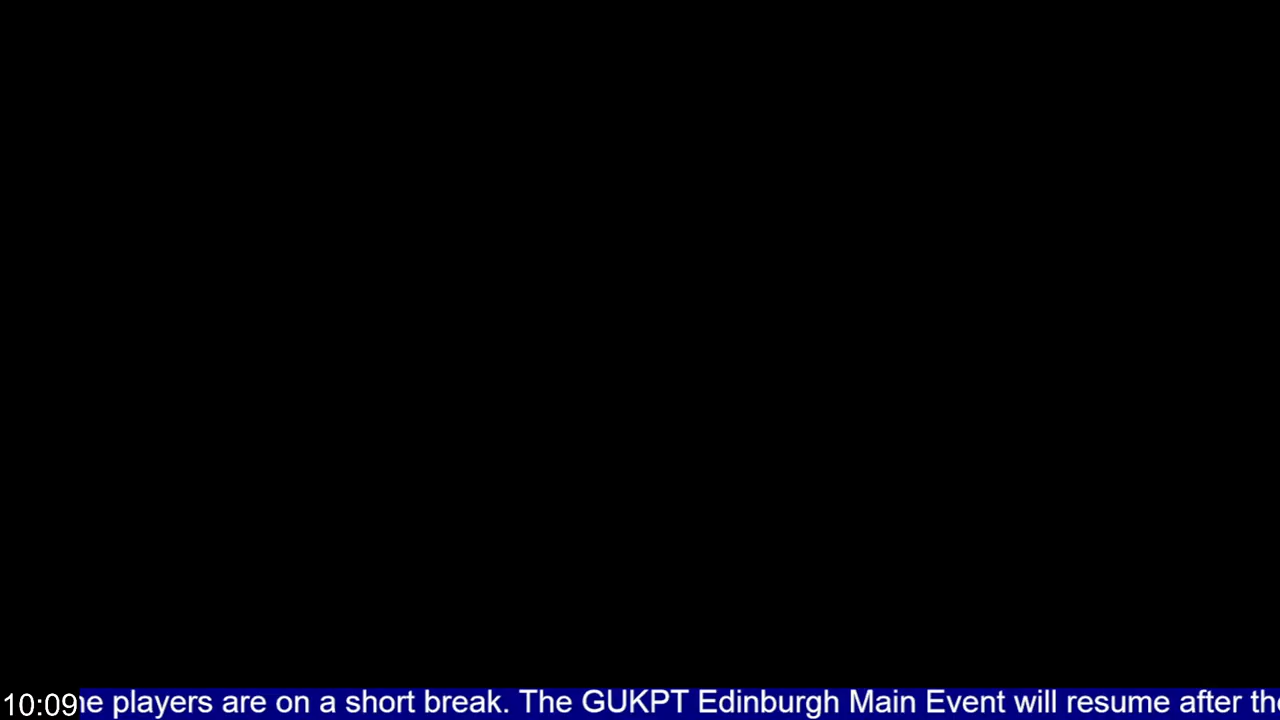 10:09 players are on a short break. The GUKPT Edinburgh Main Event will resume after